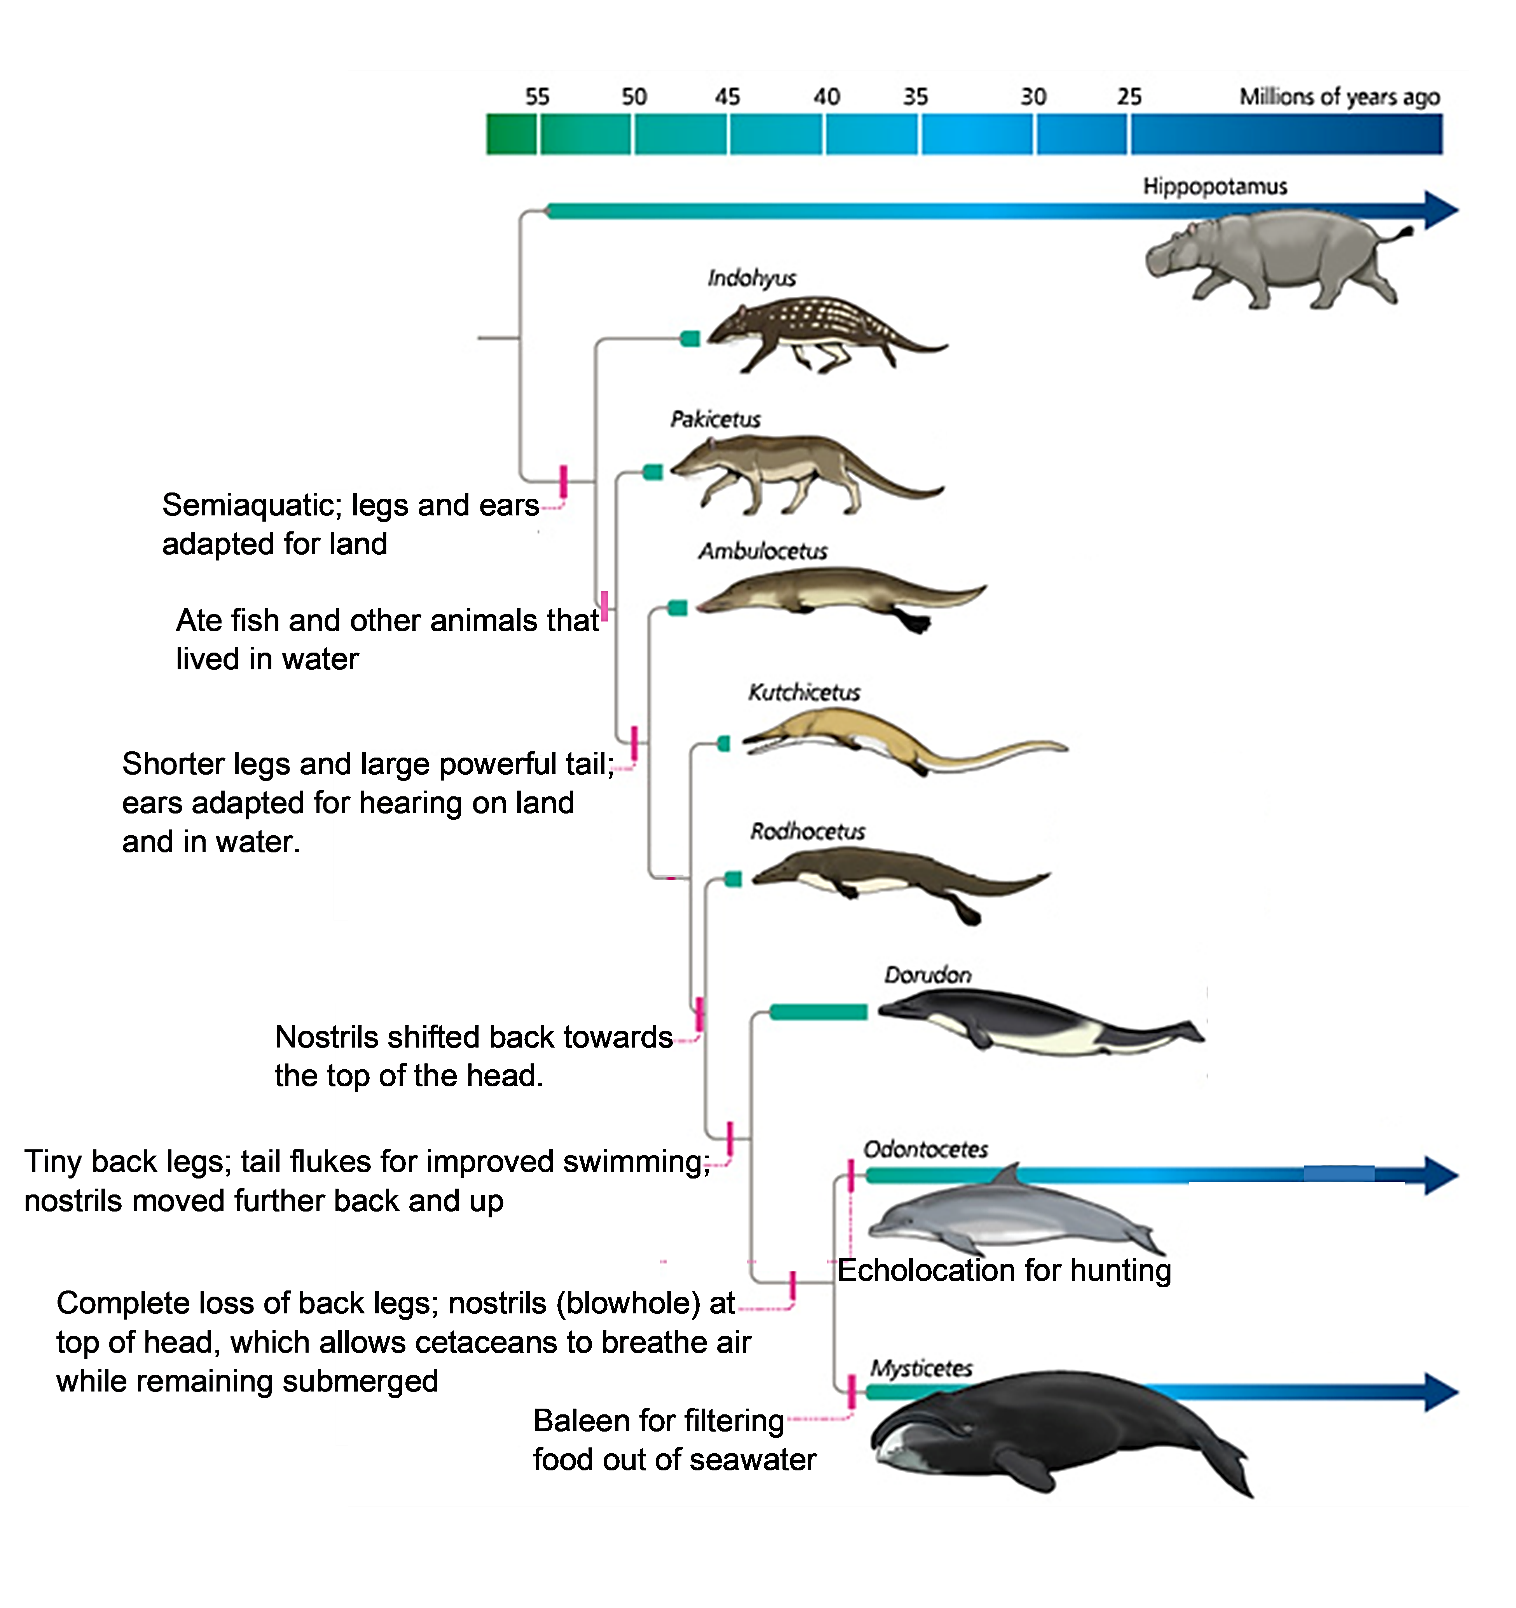 55 50 45 40 35 30 25 Millions of years ago
Hippopotamus
Indohyus
Pakicetus
Semiaquatic; legs and ears
adapted for land
Ambulocetus
Ate fish and other animals that
lived in water
Kutchicetus
Shorter legs and large powerful tail;
ears adapted for hearing on land
and in water.
Rodhocetus
Dorudon
Nostrils shifted back towards
the top of the head.
Odontocetes
Tiny back legs; tail flukes for improved swimming;
nostrils moved further back and up
Echolocation for hunting
Complete loss of back legs; nostrils (blowhole) at
top of head, which allows cetaceans to breathe air
while remaining submerged
Mysticetes
Baleen for filtering
food out of seawater